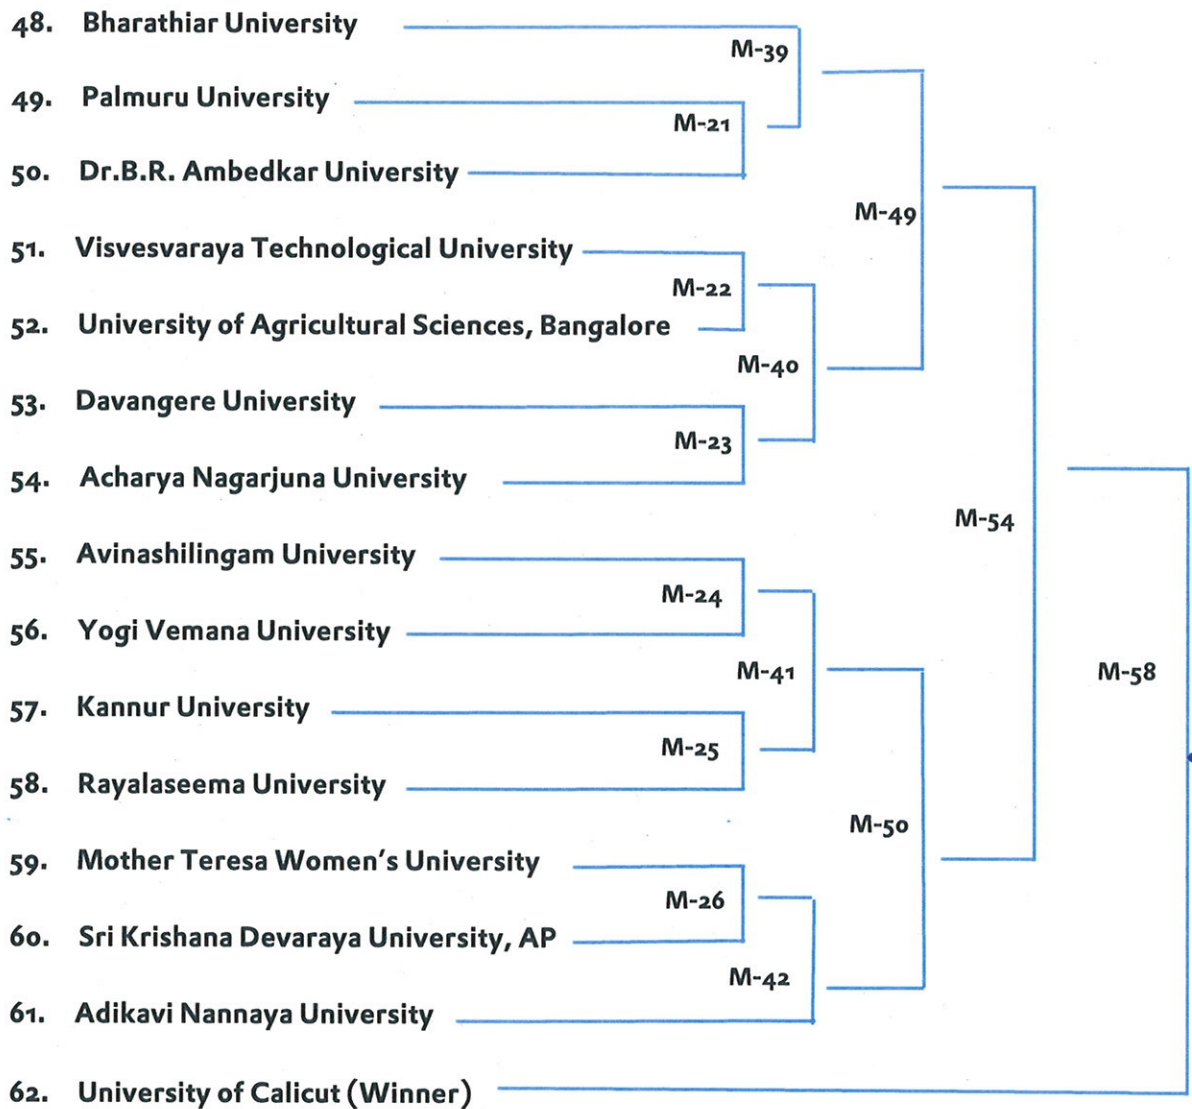 48. Bharathiar University
M-39
49. Palmuru University
M-21
50. Dr.B.R. Ambedkar University
M-49
51. Visvesvaraya Technological University
M-22
52. University of Agricultural Sciences, Bangalore
M-40
53. Davangere University
M-23
54. Acharya Nagarjuna University
M-54
55. Avinashilingam University
M-24
56. Yogi Vemana University
M-41
M-58
57. Kannur University
M-25
58. Rayalaseema University
M-50
59. Mother Teresa Women's University
M-26
60. Sri Krishana Devaraya University, AP
M-42
61. Adikavi Nannaya University
62. University of Calicut (Winner)